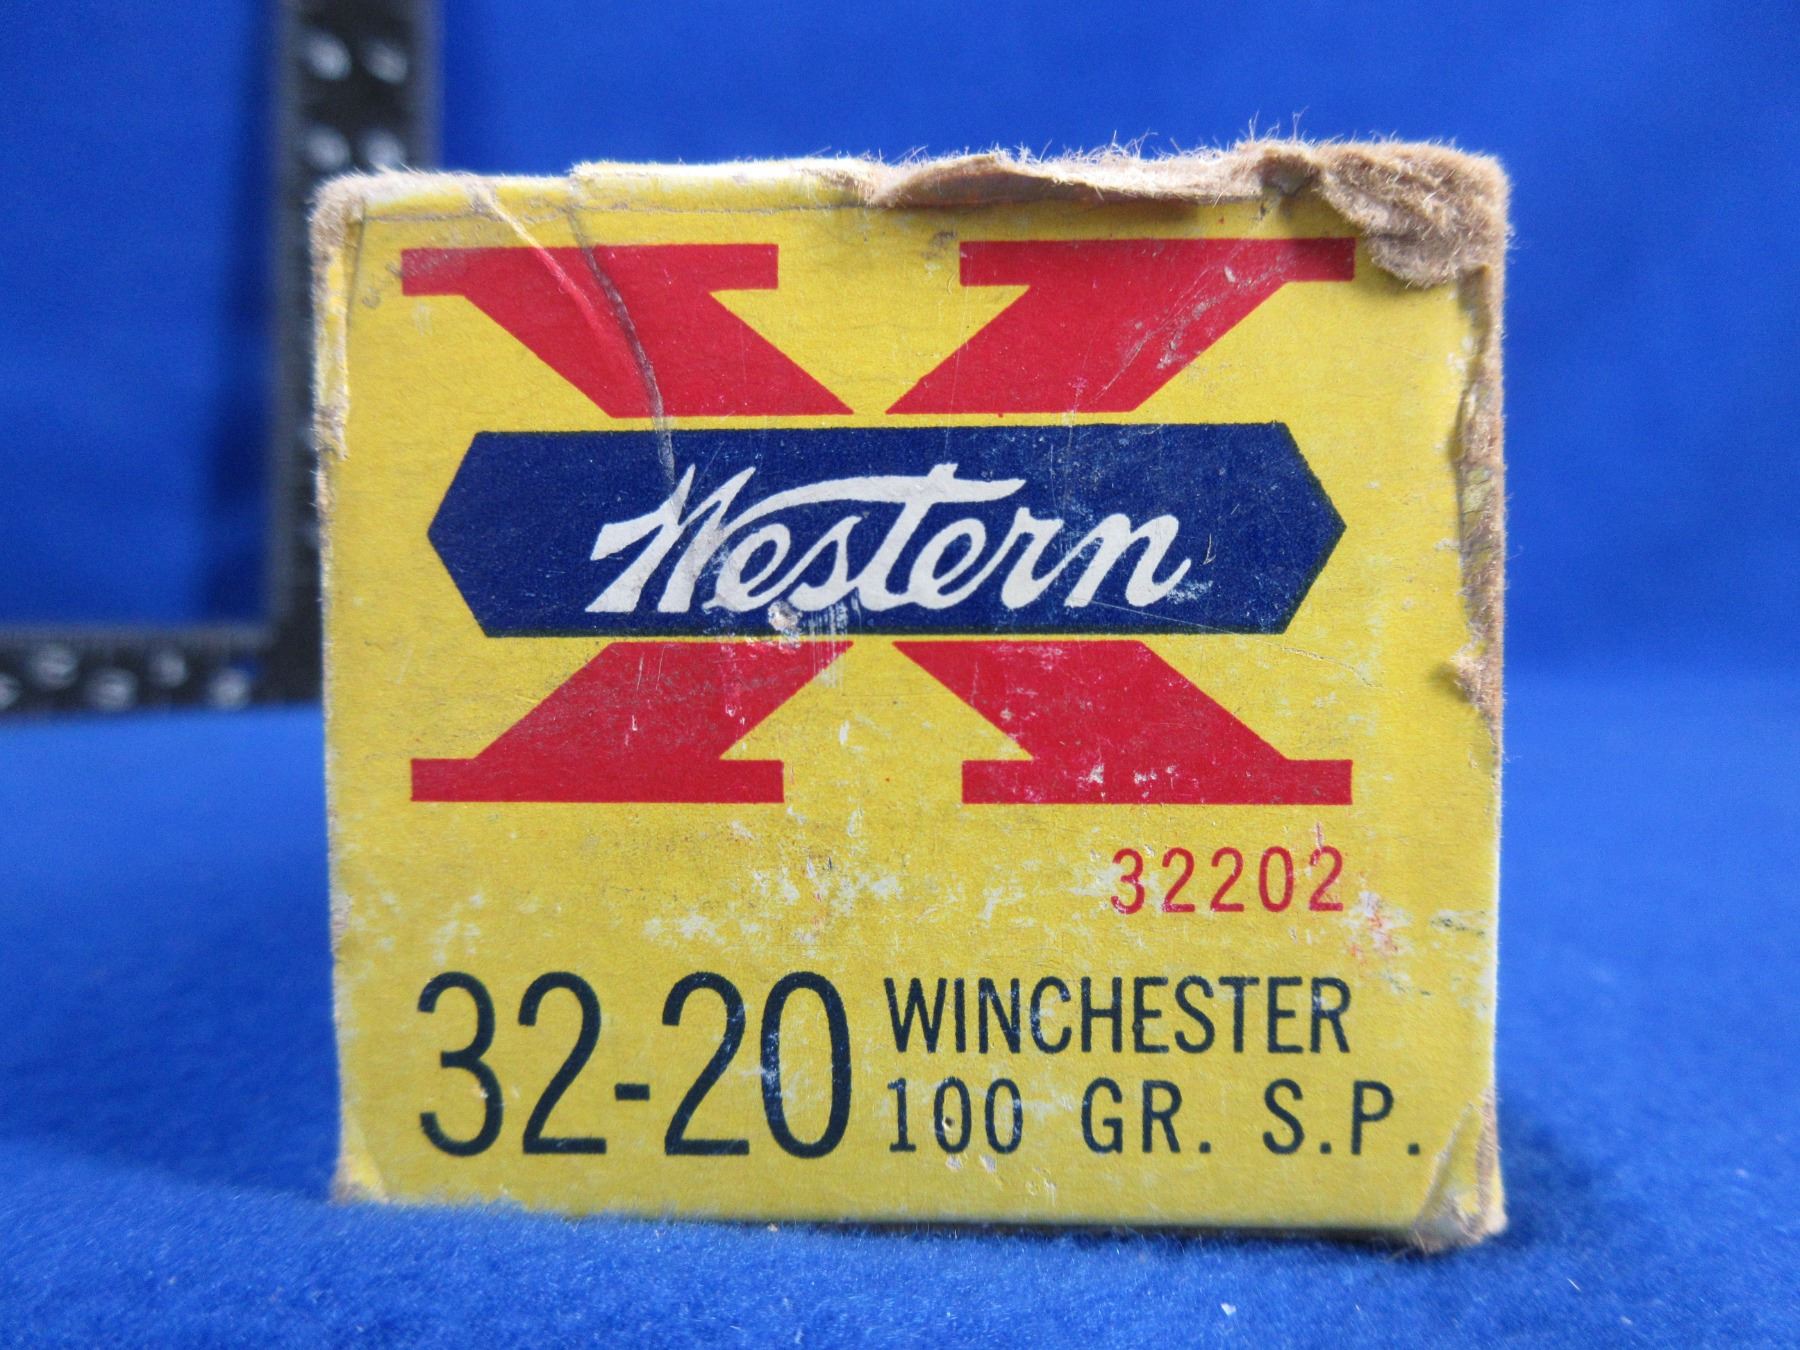 X
Western
32202
32-20 WINCHESTER
100 GR. S.P.